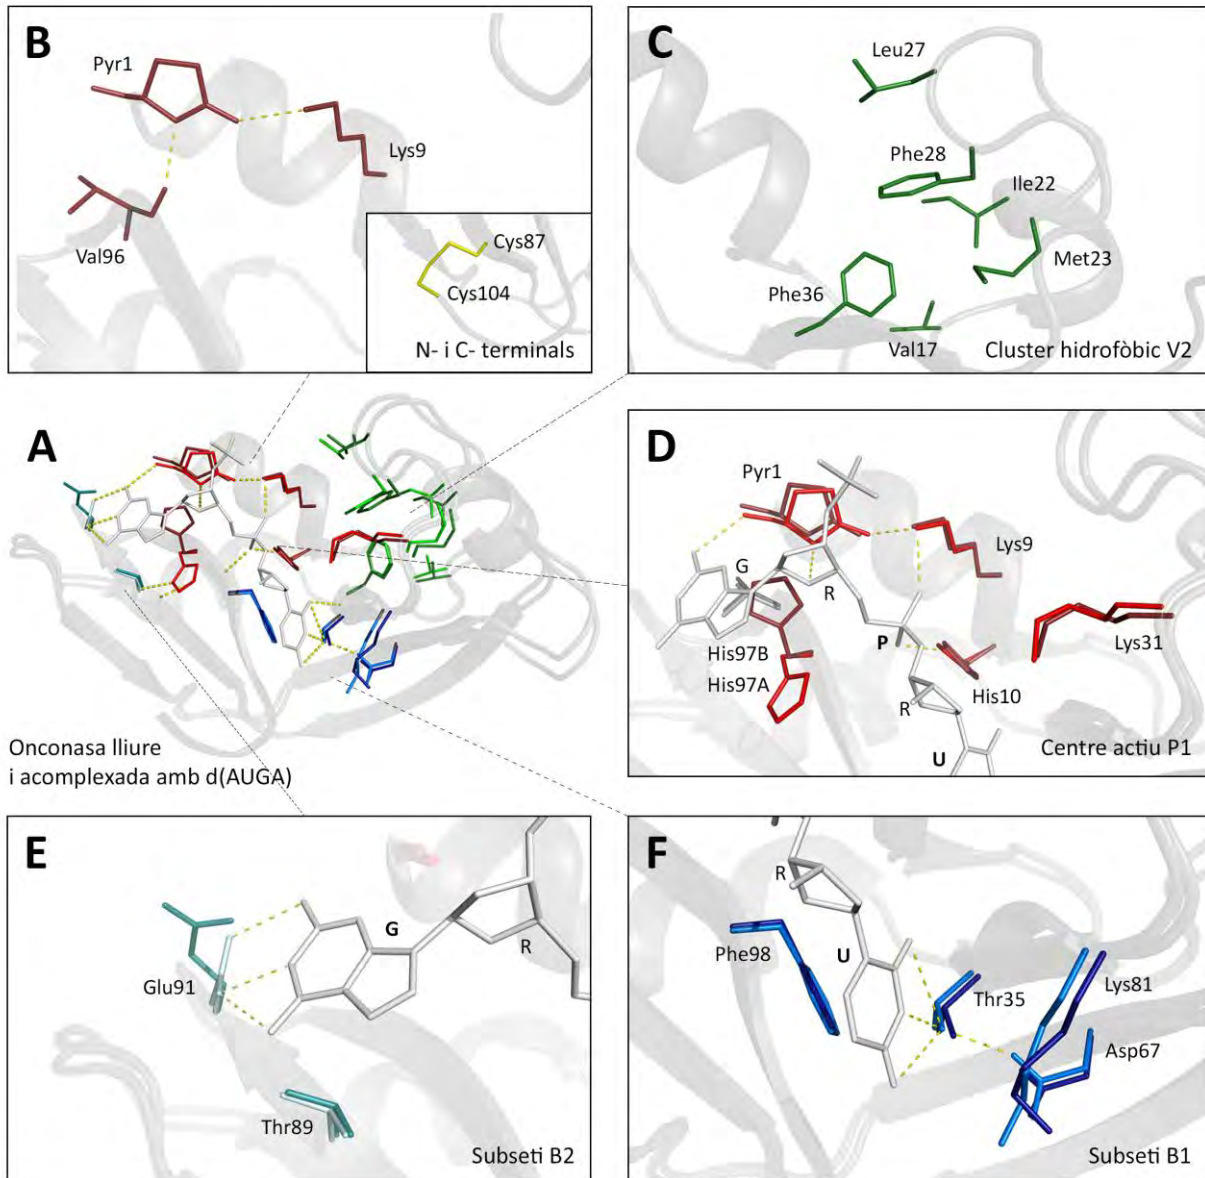 B
Pyr1
Lys9
Val96
Cys87
Cys104
N- i C- terminals
C
Leu27
Phe28
Ile22
Met23
Phe36
Val17
Cluster hidrofòbic V2
A
Onconasa lliure
i acomplexada amb d(AUGA)
D
Pyr1
Lys9
G
R
His97B
P
Lys31
His97A
His10
R
U
Centre actiu P1
E
G
R
Glu91
Thr89
Subseti B2
F
R
Phe98
U
Lys81
Thr35
Asp67
Subseti B1